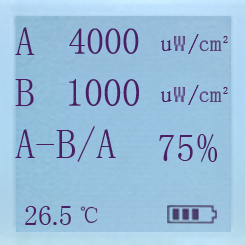 A 4000 uW/cm²
B 1000 uW/cm²
A-B/A 75%
26.5 ℃